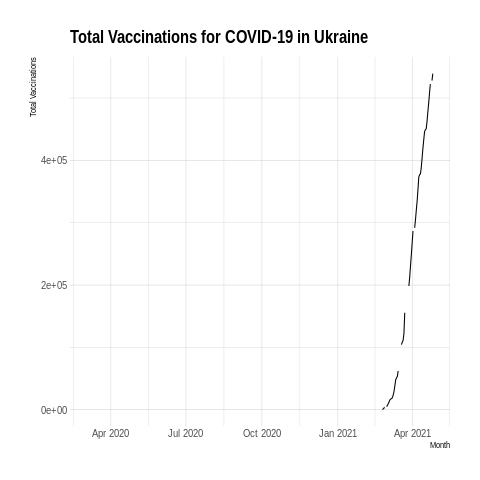 Total Vaccinations for COVID-19 in Ukraine
Total Vaccinations
4e+05
2e+05
0e+00
Apr 2020 Jul 2020 Oct 2020 Jan 2021 Apr 2021
Month